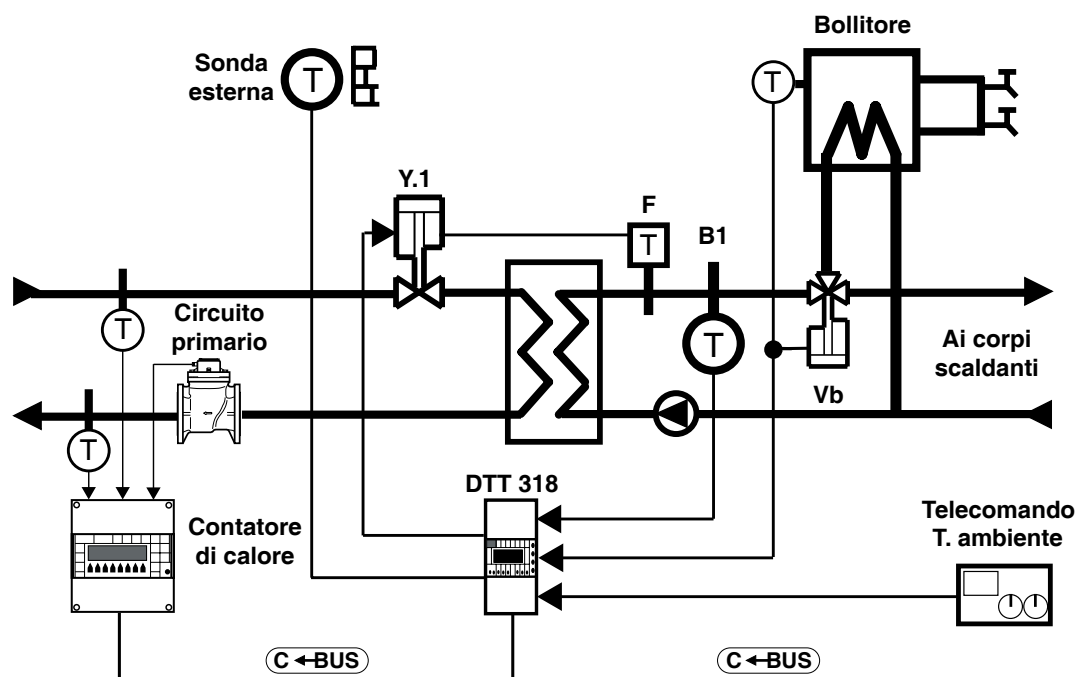 Bollitore
Sonda
esterna
T
T
Y.1
F
T
B1
Circuito
primario
T
T
Ai corpi
scaldanti
Vb
T
DTT 318
Contatore
di calore
Telecomando
T. ambiente
C BUS
C BUS